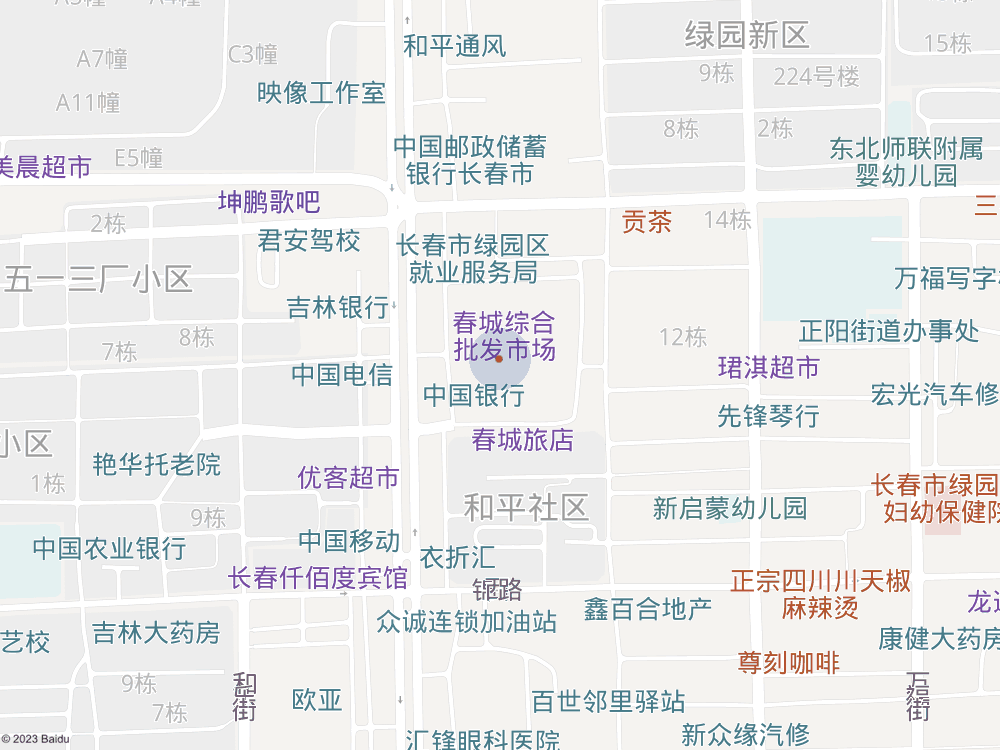 A7幢
C3幢
和平通风
绿园新区
15栋
9栋
224号楼
映像工作室
A11幢
8栋
2栋
中国邮政储蓄
银行长春市
东北师联附属
婴幼儿园
E5幢
美晨超市
坤鹏歌吧
三
贡茶
14栋
2栋
君安驾校
长春市绿园区
就业服务局
五一三厂小区
万福写字
吉林银行
春城综合
批发市场
正阳街道办事处
8栋
7栋
12栋
珺淇超市
中国电信
中国银行
宏光汽车修
先锋琴行
春城旅店
小区
艳华托老院
优客超市
1栋
长春市绿园
妇幼保健院
和平社区
新启蒙幼儿园
9栋
中国移动
中国农业银行
衣折汇
长春仟佰度宾馆
正宗四川川天椒
麻辣烫
众诚连锁加油站
鑫百合地产
龙
艺校
吉林大药房
康健大药房
尊刻咖啡
9栋
7栋
欧亚
百世邻里驿站
新众缘汽修
汇锋眼科医院
© 2023 Baidu